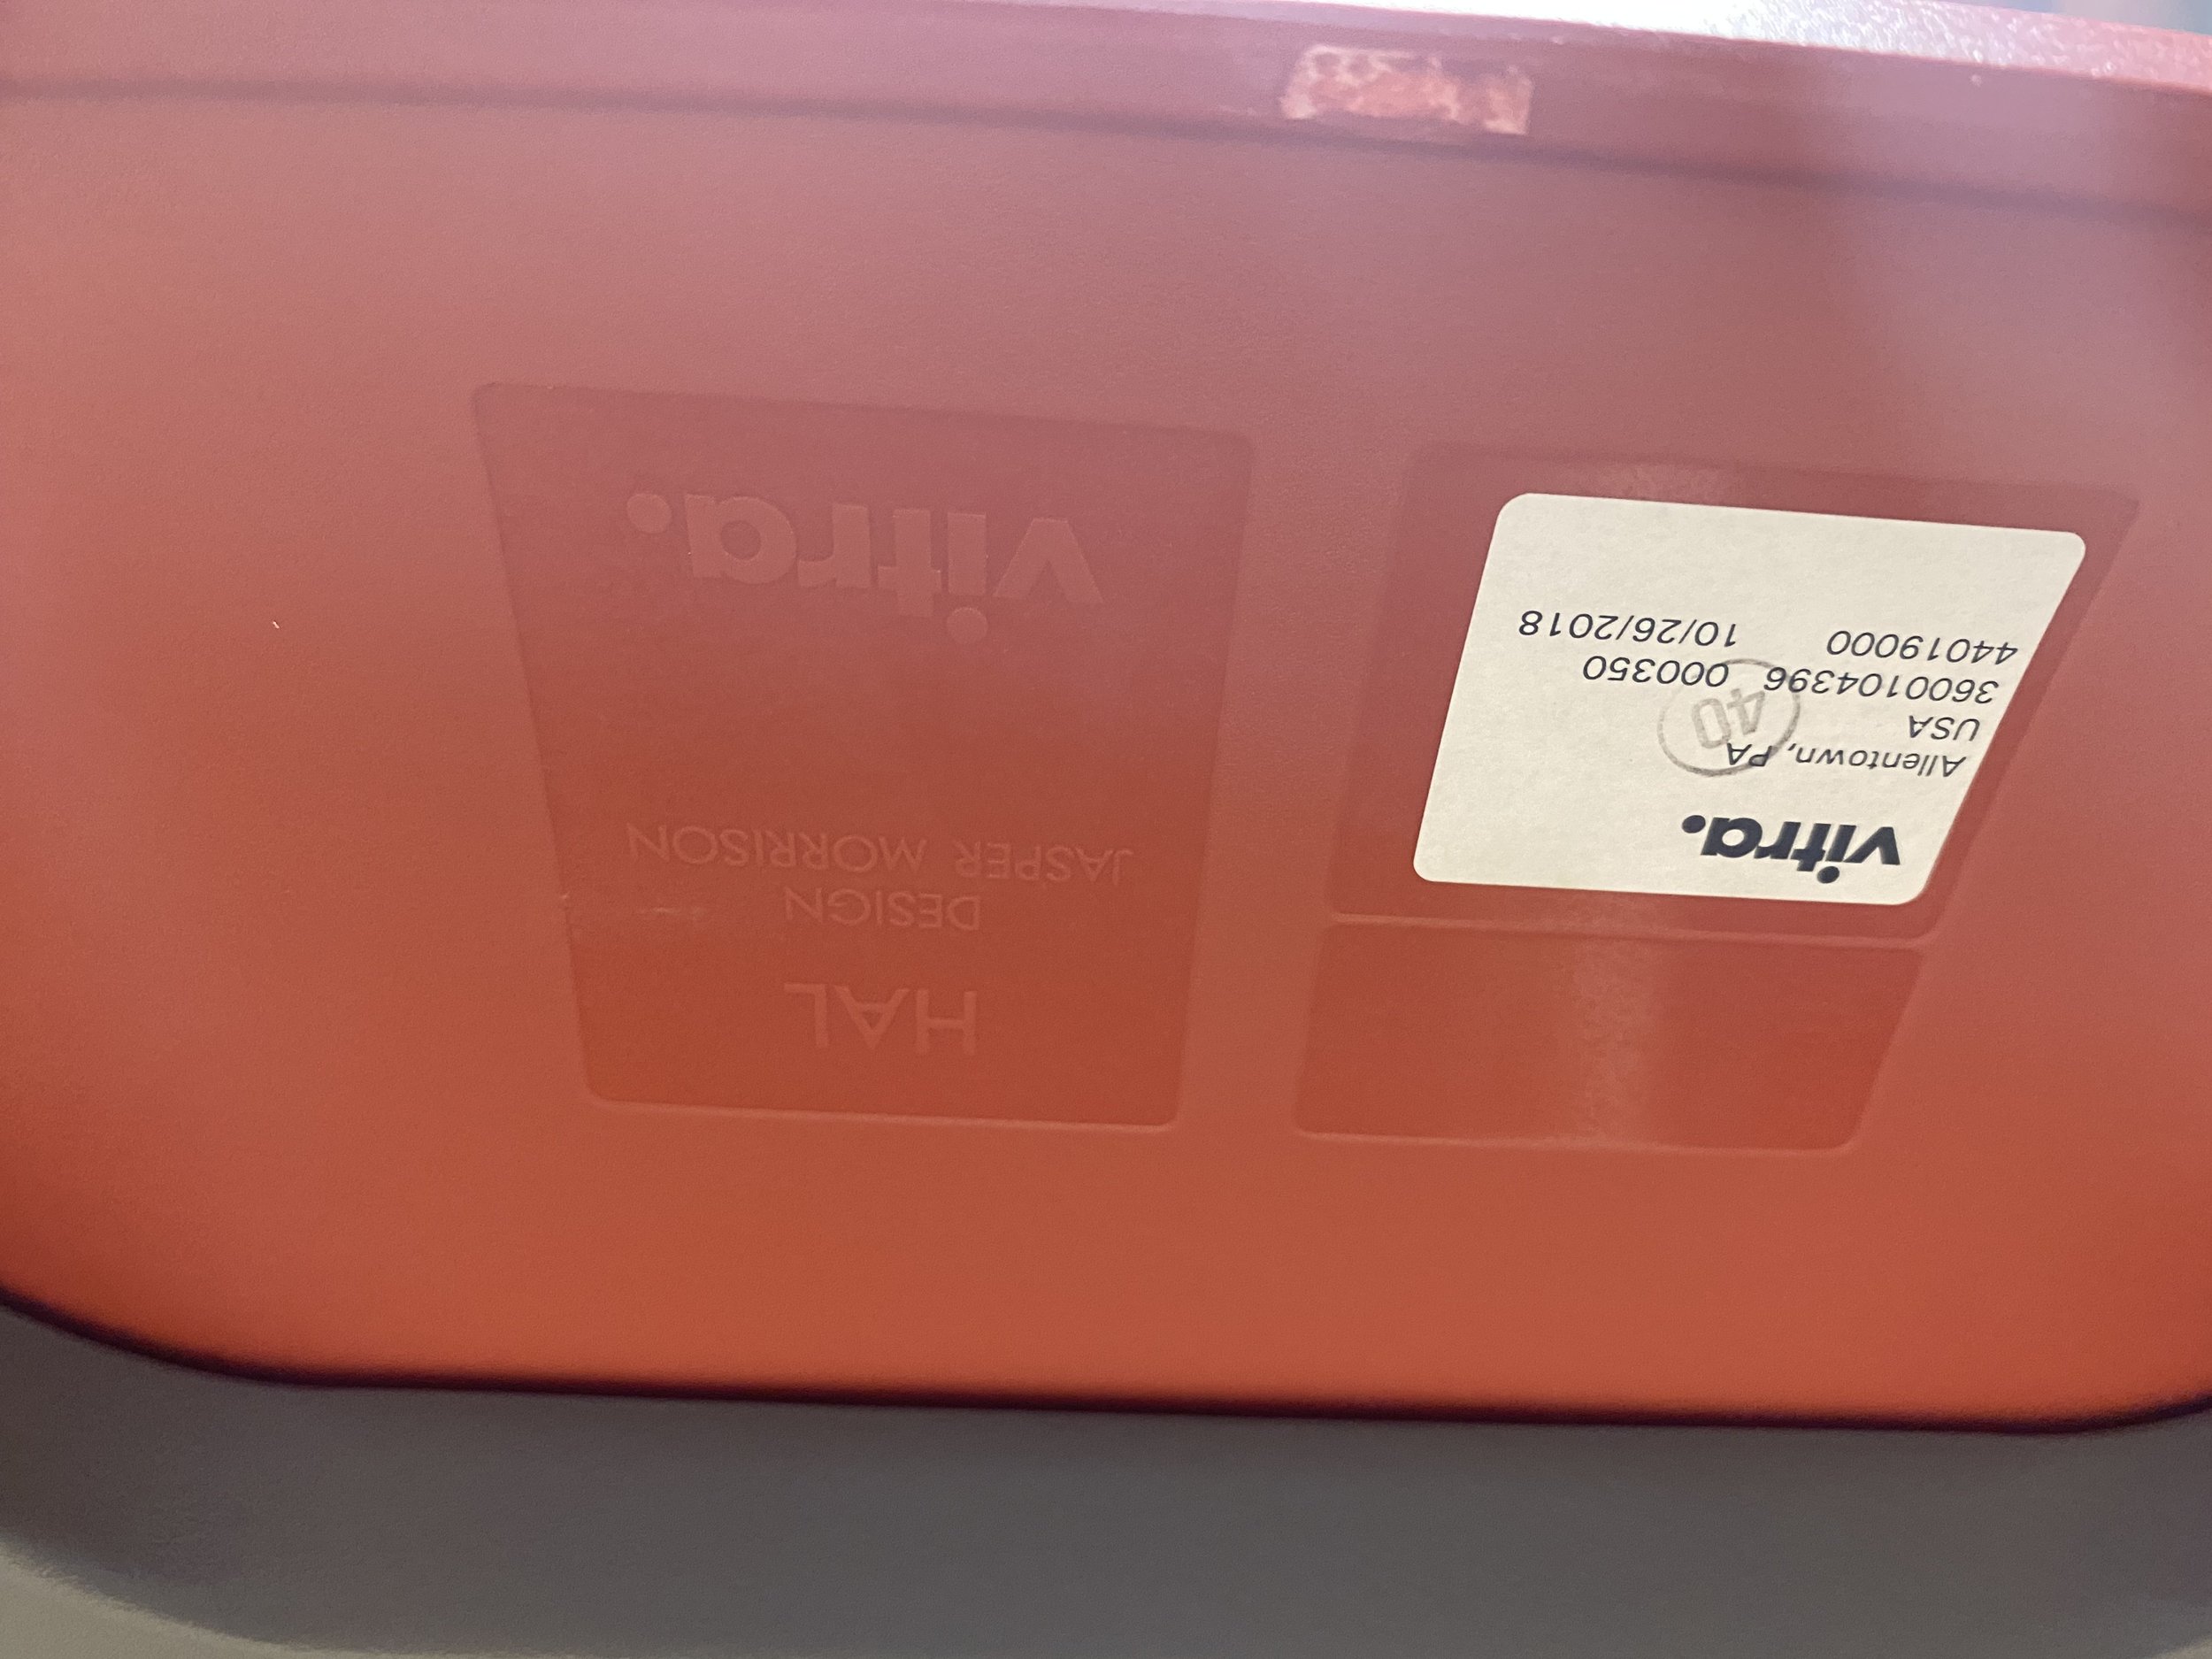 HAL
DESIGN
JASPER MORRISON
vitra.
vitra.
Allentown, PA
USA
3600104396 000350
44019000 10/26/2018
40